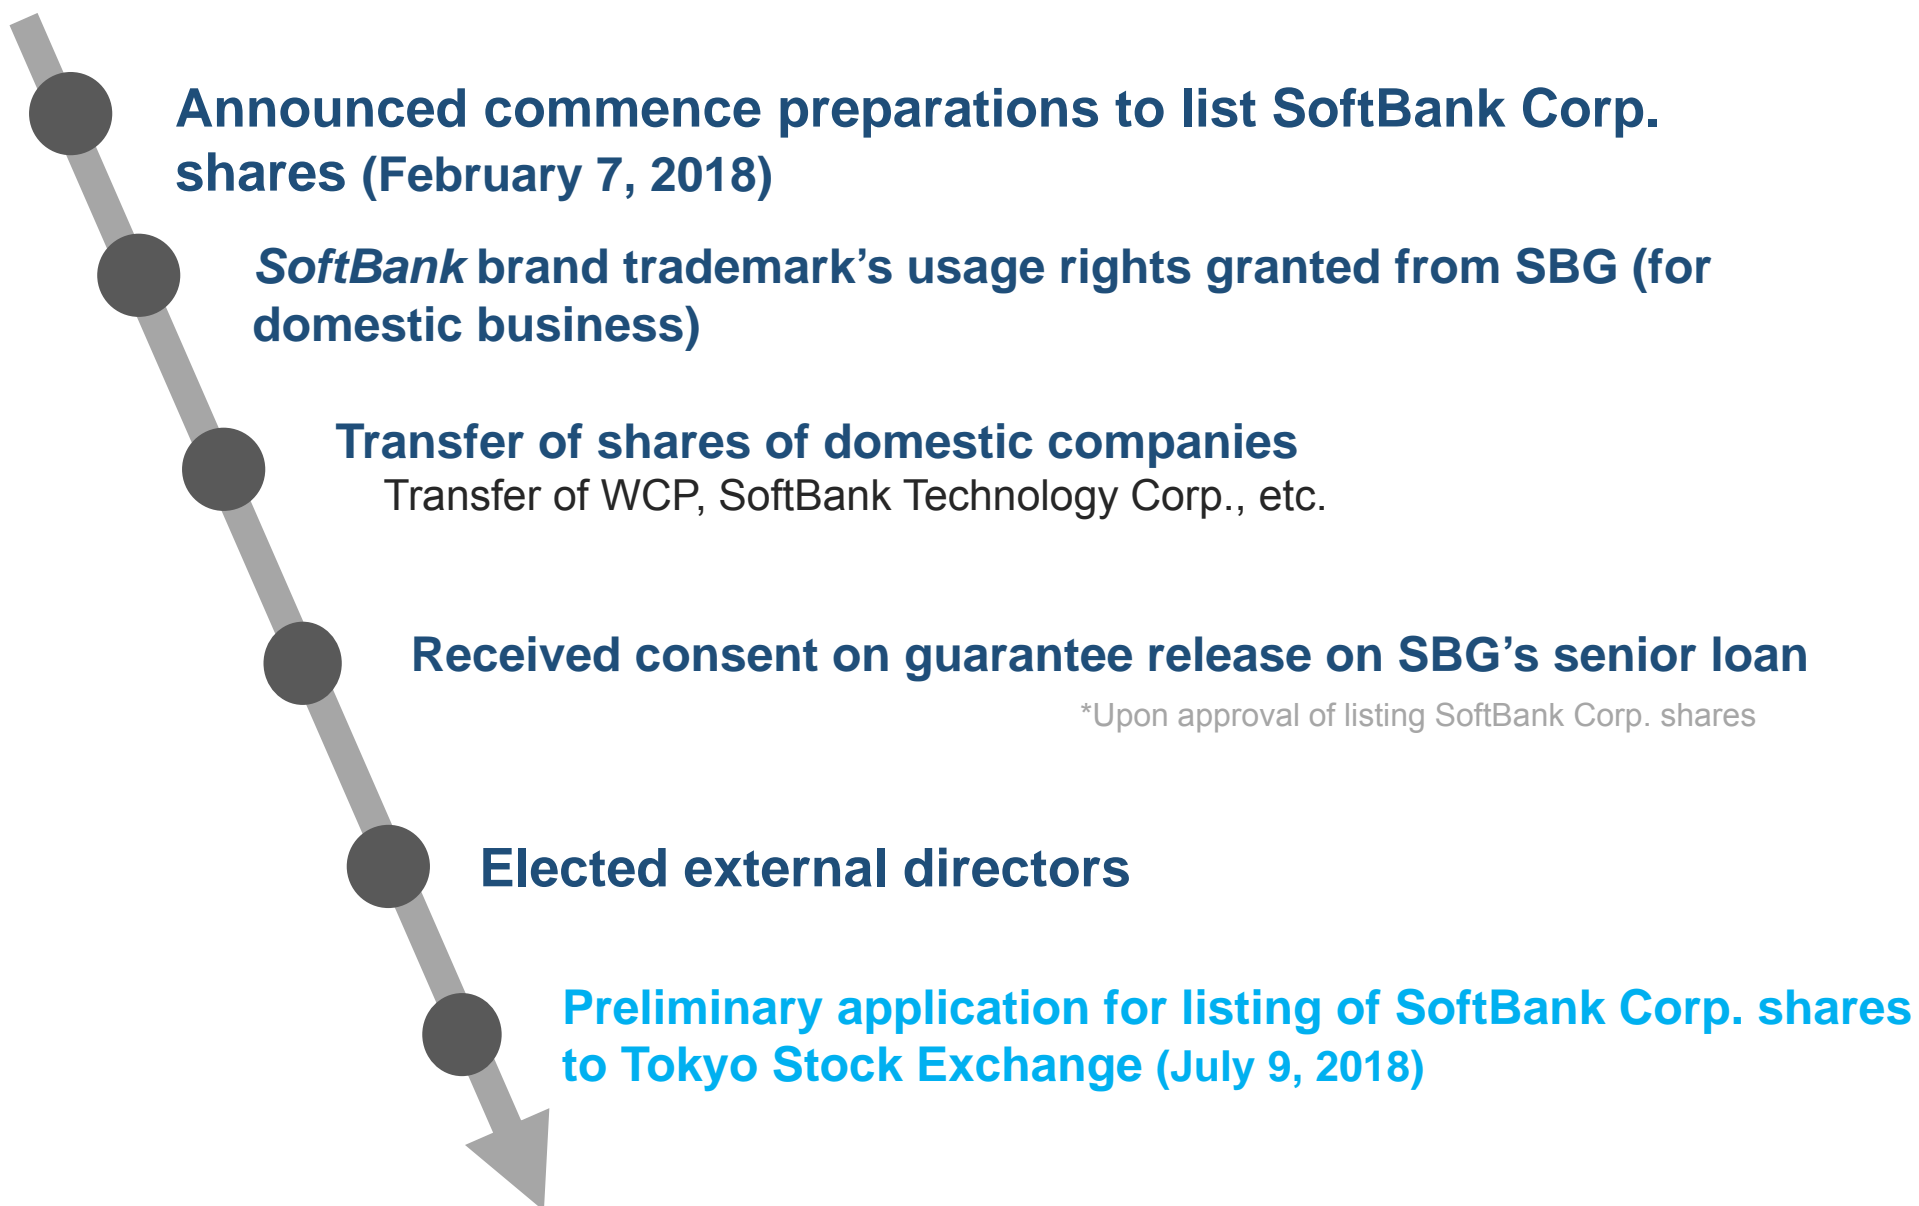 Announced commence preparations to list SoftBank Corp.
shares (February 7, 2018)
SoftBank brand trademark’s usage rights granted from SBG (for
domestic business)
Transfer of shares of domestic companies
Transfer of WCP, SoftBank Technology Corp., etc.
Received consent on guarantee release on SBG’s senior loan
*Upon approval of listing SoftBank Corp. shares
Elected external directors
Preliminary application for listing of SoftBank Corp. shares
to Tokyo Stock Exchange (July 9, 2018)